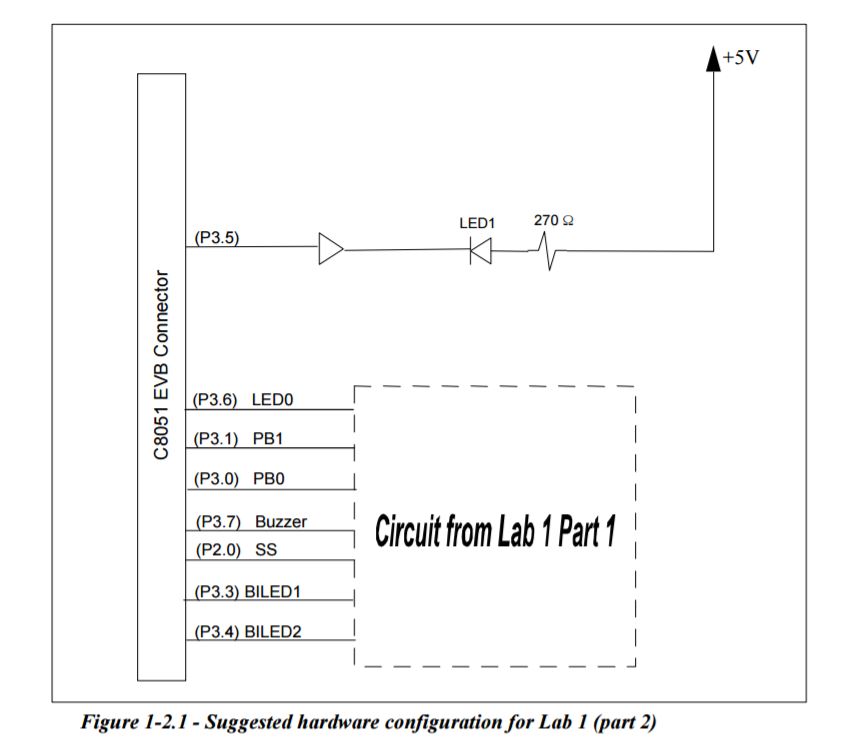 +5V
LED1
270 Ω
(P3.5)
C8051 EVB Connector
(P3.6) LED0
(P3.1) PB1
(P3.0) PB0
(P3.7) Buzzer
(P2.0) SS
(P3.3) BILED1
(P3.4) BILED2
Circuit from Lab 1 Part 1
Figure 1-2.1 - Suggested hardware configuration for Lab 1 (part 2)